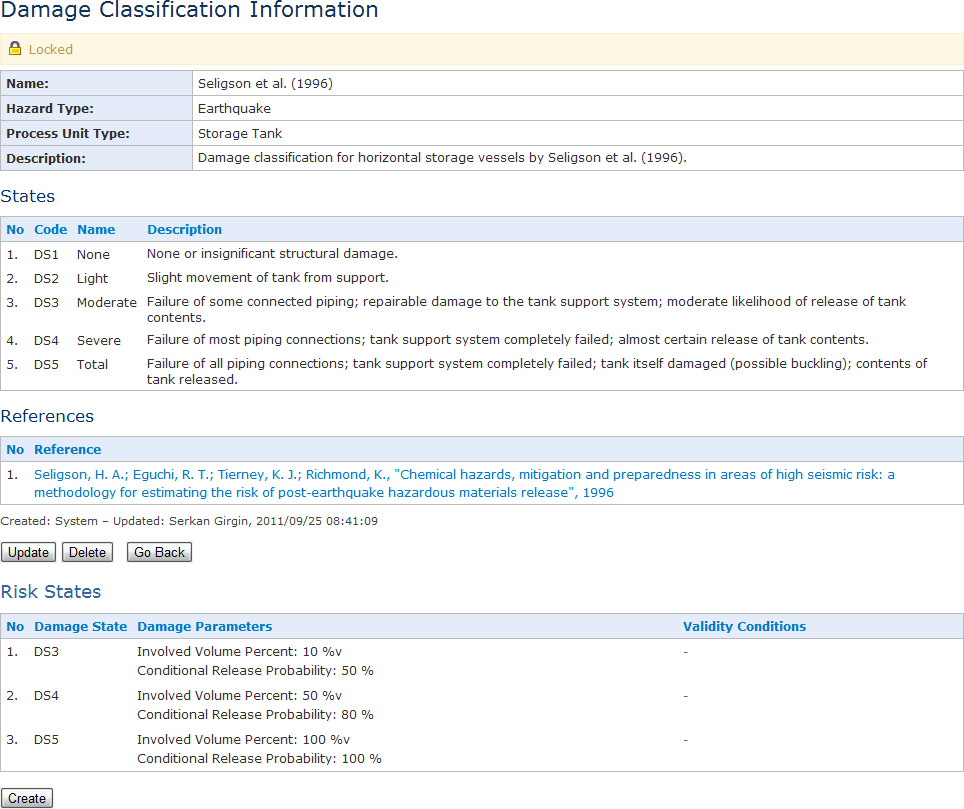 Damage Classification Information
Locked
Name: Seligson et al. (1996)
Hazard Type: Earthquake
Process Unit Type: Storage Tank
Description: Damage classification for horizontal storage vessels by Seligson et al. (1996).
States
No Code Name Description
1. DS1 None None or insignificant structural damage.
2. DS2 Light Slight movement of tank from support.
3. DS3 Moderate Failure of some connected piping; repairable damage to the tank support system; moderate likelihood of release of tank
contents.
4. DS4 Severe Failure of most piping connections; tank support system completely failed; almost certain release of tank contents.
5. DS5 Total Failure of all piping connections; tank support system completely failed; tank itself damaged (possible buckling); contents of
tank released.
References
No Reference
1. Seligson, H. A.; Eguchi, R. T.; Tierney, K. J.; Richmond, K., "Chemical hazards, mitigation and preparedness in areas of high seismic risk: a
methodology for estimating the risk of post-earthquake hazardous materials release", 1996
Created: System – Updated: Serkan Girgin, 2011/09/25 08:41:09
Update Delete Go Back
Risk States
No Damage State Damage Parameters Validity Conditions
1. DS3 Involved Volume Percent: 10 %v -
Conditional Release Probability: 50 %
2. DS4 Involved Volume Percent: 50 %v -
Conditional Release Probability: 80 %
3. DS5 Involved Volume Percent: 100 %v -
Conditional Release Probability: 100 %
Create